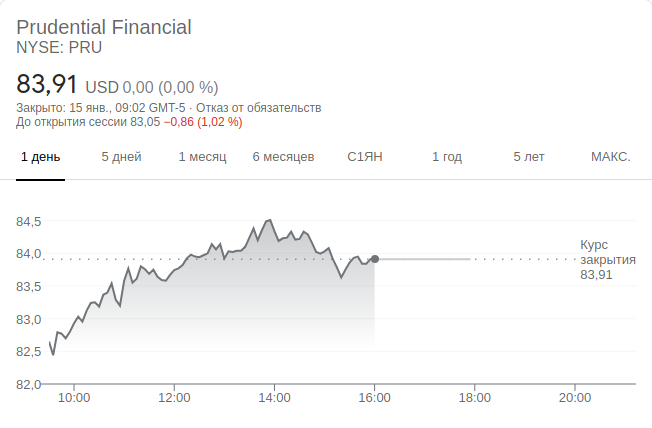 Prudential Financial
NYSE: PRU
83,91 USD 0,00 (0,00 %)
Закрыто: 15 янв., 09:02 GMT-5 · Отказ от обязательств
До открытия сессии 83,05 −0,86 (1,02 %)
1 день 5 дней 1 месяц 6 месяцев С1ЯН 1 год 5 лет МАКС.
84,5
84,0
83,5
83,0
82,5
82,0
Курс
закрытия
83,91
10:00 12:00 14:00 16:00 18:00 20:00